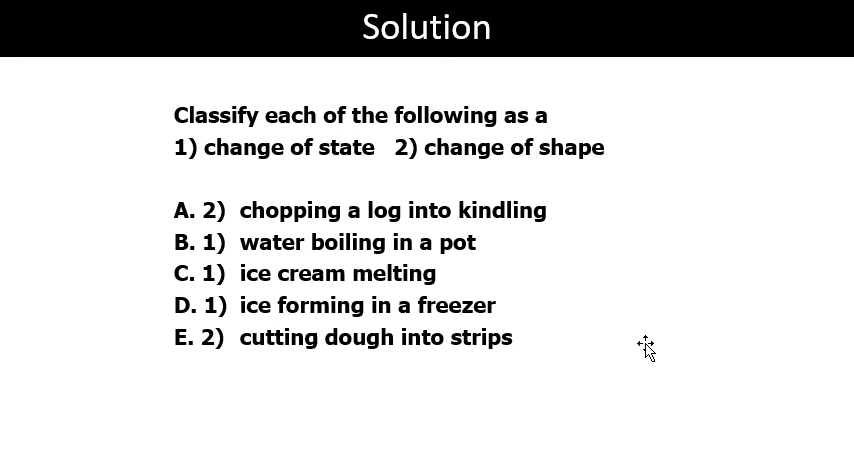 Solution
Classify each of the following as a
1) change of state 2) change of shape
A. 2) chopping a log into kindling
B. 1) water boiling in a pot
C. 1) ice cream melting
D. 1) ice forming in a freezer
E. 2) cutting dough into strips